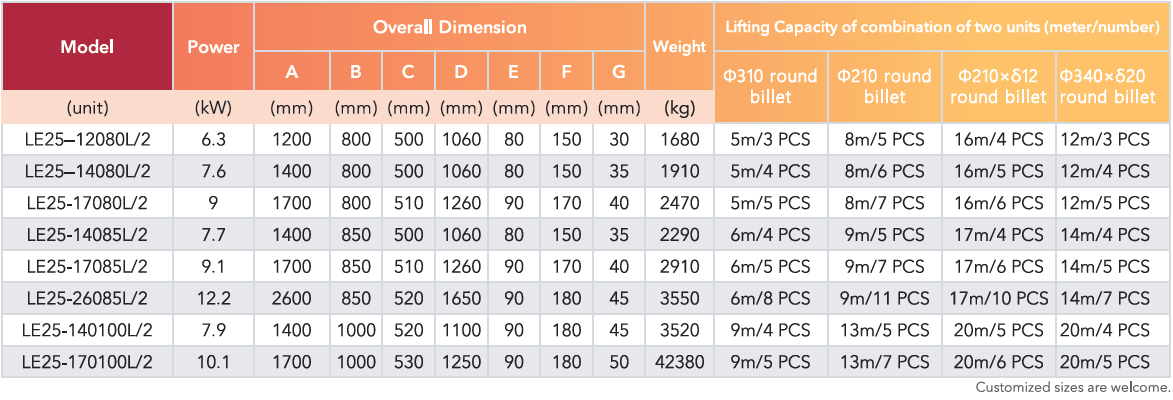 Model Power Overall Dimension Weight Lifting Capacity of combination of two units (meter/number)
A B C D E F G Φ310 round billet Φ210 round billet Φ210×δ12 round billet Φ340×δ20 round billet
(unit) (kW) (mm) (mm) (mm) (mm) (mm) (mm) (mm) (kg)
LE25—12080L/2 6.3 1200 800 500 1060 80 150 30 1680 5m/3 PCS 8m/5 PCS 16m/4 PCS 12m/3 PCS
LE25—14080L/2 7.6 1400 800 500 1060 80 150 35 1910 5m/4 PCS 8m/6 PCS 16m/5 PCS 12m/4 PCS
LE25-17080L/2 9 1700 800 510 1260 90 170 40 2470 5m/5 PCS 8m/7 PCS 16m/6 PCS 12m/5 PCS
LE25-14085L/2 7.7 1400 850 500 1060 80 150 35 2290 6m/4 PCS 9m/5 PCS 17m/4 PCS 14m/4 PCS
LE25-17085L/2 9.1 1700 850 510 1260 90 170 40 2910 6m/5 PCS 9m/7 PCS 17m/6 PCS 14m/5 PCS
LE25-26085L/2 12.2 2600 850 520 1650 90 180 45 3550 6m/8 PCS 9m/11 PCS 17m/10 PCS 14m/7 PCS
LE25-140100L/2 7.9 1400 1000 520 1100 90 180 45 3520 9m/4 PCS 13m/5 PCS 20m/5 PCS 20m/4 PCS
LE25-170100L/2 10.1 1700 1000 530 1250 90 180 50 42380 9m/5 PCS 13m/7 PCS 20m/6 PCS 20m/5 PCS
Customized sizes are welcome.